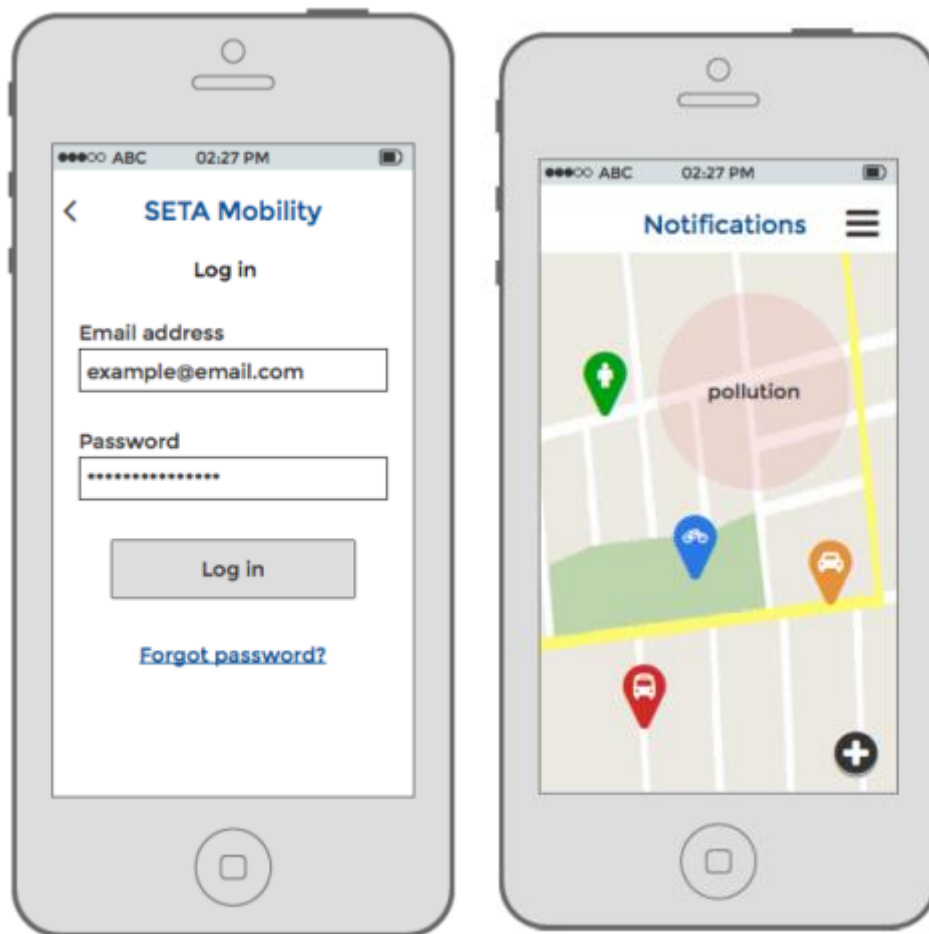 ABC 02:27 PM
SETA Mobility
Log in
Email address
example@email.com
Password
***************
Log in
Forgot password?
ABC 02:27 PM
Notifications
pollution